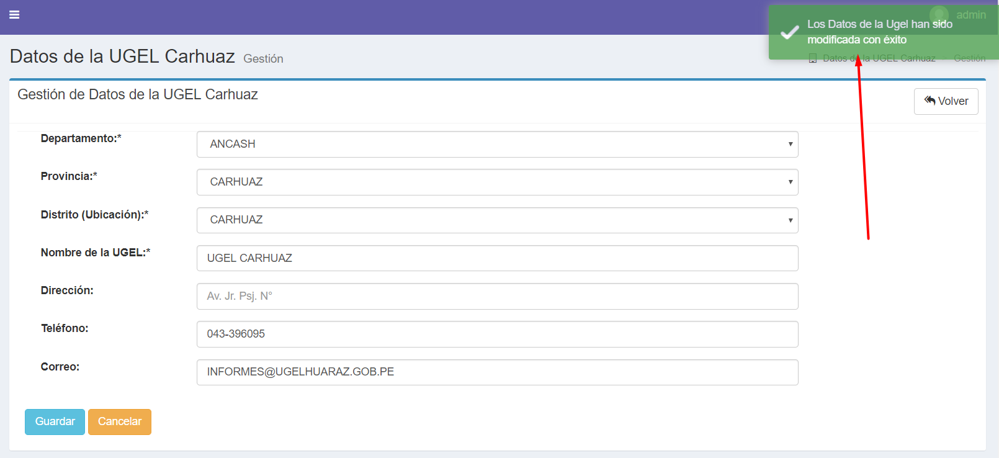 admin
Los Datos de la Ugel han sido
modificada con éxito
Datos de la UGEL Carhuaz Gestión
Datos de la UGEL Carhuaz > Gestión
Gestión de Datos de la UGEL Carhuaz
Volver
Departamento:* ANCASH
Provincia:* CARHUAZ
Distrito (Ubicación):* CARHUAZ
Nombre de la UGEL:* UGEL CARHUAZ
Dirección: Av. Jr. Psj. N°
Teléfono: 043-396095
Correo: INFORMES@UGELHUARAZ.GOB.PE
Guardar Cancelar